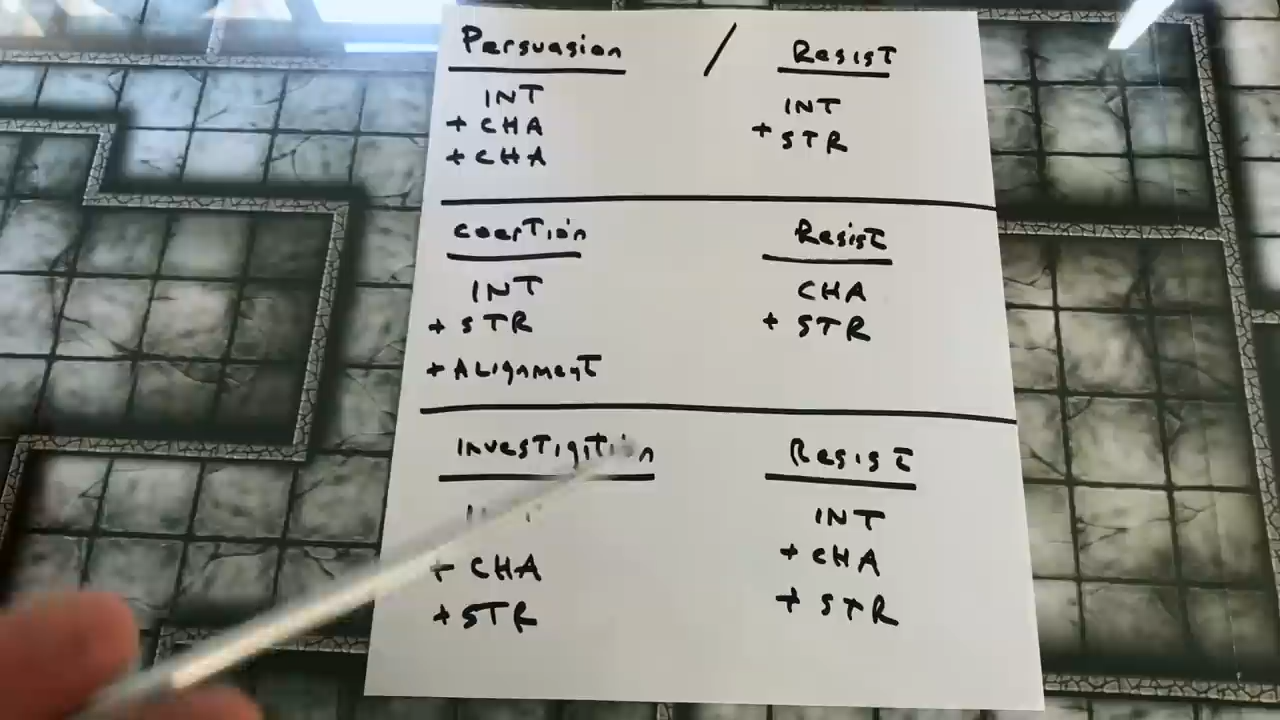 Persuasion / Resist
INT
+ CHA
+ CHA
INT
+ STR
Coertion
Resist
INT
+ STR
+ Alignment
CHA
+ STR
Investigtion
Resist
+ CHA
+ STR
INT
+ CHA
+ STR